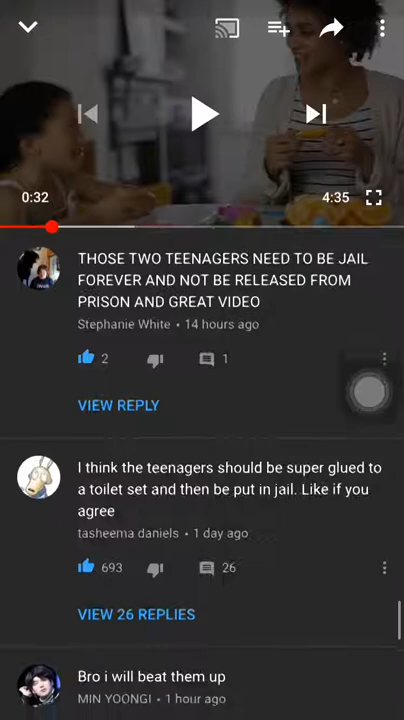 0:32
4:35
THOSE TWO TEENAGERS NEED TO BE JAIL
FOREVER AND NOT BE RELEASED FROM
PRISON AND GREAT VIDEO
Stephanie White • 14 hours ago
2
1
VIEW REPLY
I think the teenagers should be super glued to
a toilet set and then be put in jail. Like if you
agree
tasheema daniels • 1 day ago
693
26
VIEW 26 REPLIES
Bro i will beat them up
MIN YOONGI • 1 hour ago